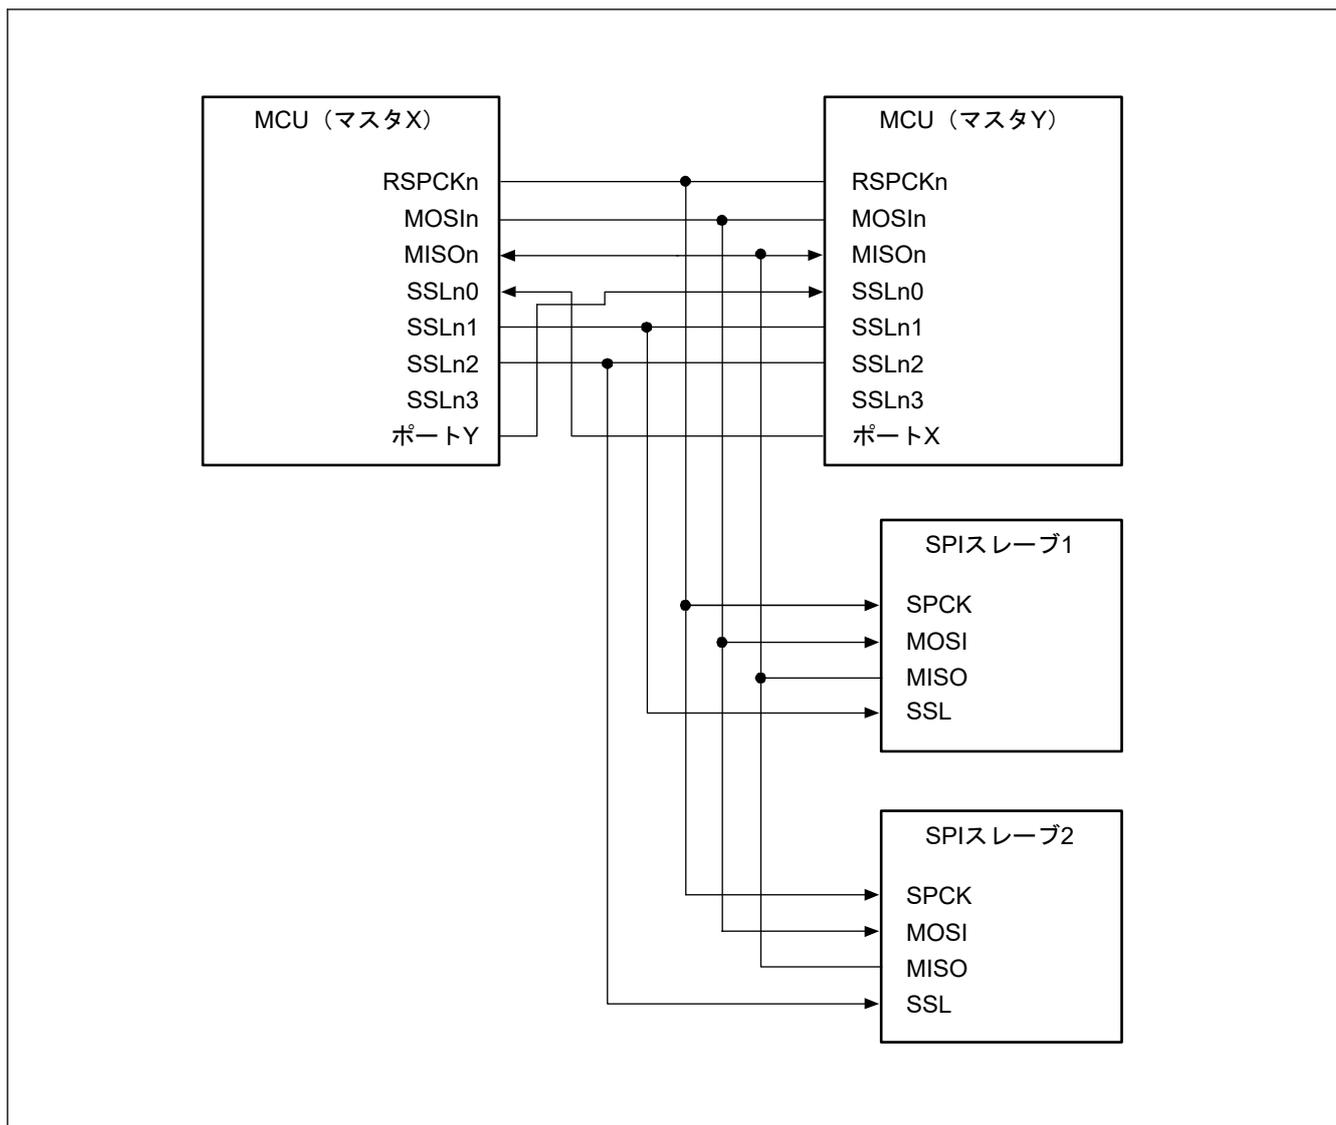 MCU（マスタX）
RSPCKn
MOSIn
MISOn
SSLn0
SSLn1
SSLn2
SSLn3
ポートY
MCU（マスタY）
RSPCKn
MOSIn
MISOn
SSLn0
SSLn1
SSLn2
SSLn3
ポートX
SPIスレーブ1
SPCK
MOSI
MISO
SSL
SPIスレーブ2
SPCK
MOSI
MISO
SSL